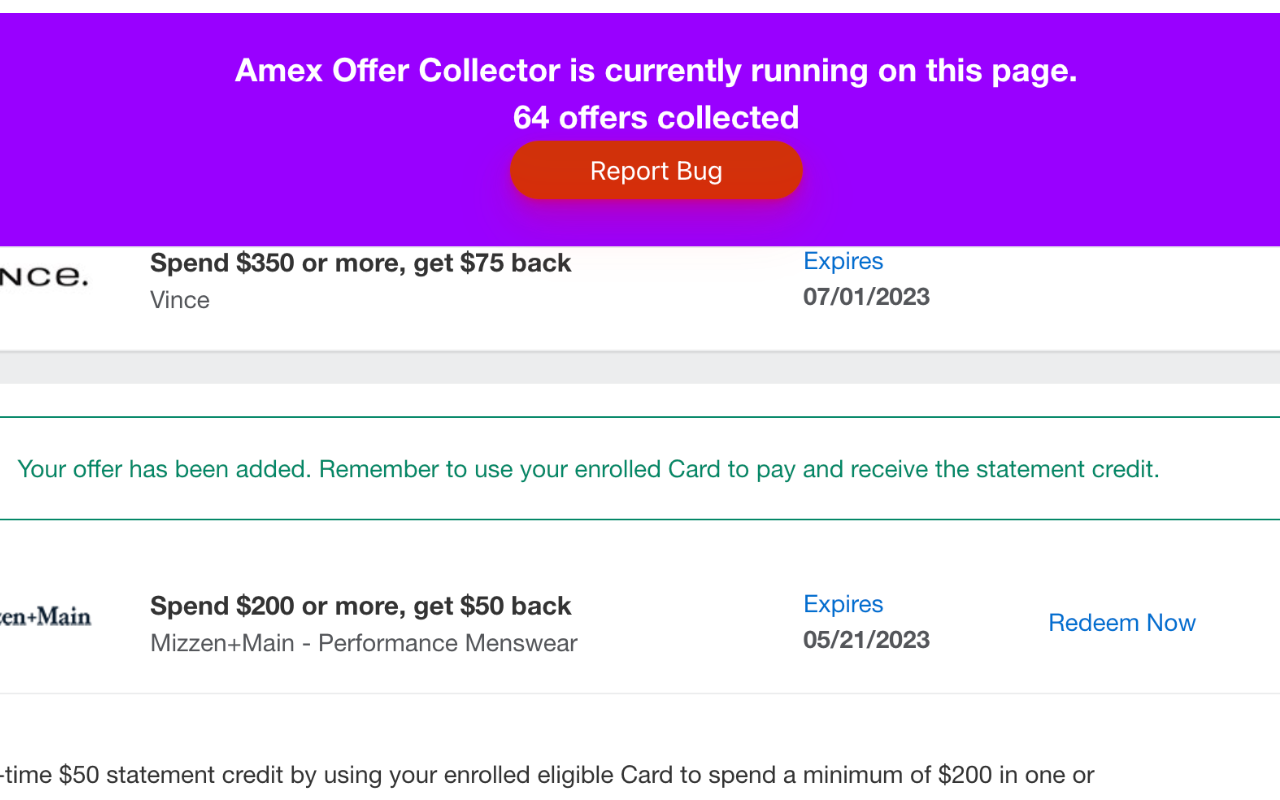 Amex Offer Collector is currently running on this page.
64 offers collected
Report Bug
NCE.
Spend $350 or more, get $75 back
Vince
Expires
07/01/2023
Your offer has been added. Remember to use your enrolled Card to pay and receive the statement credit.
zen+Main
Spend $200 or more, get $50 back
Mizzen+Main - Performance Menswear
Expires
05/21/2023
Redeem Now
-time $50 statement credit by using your enrolled eligible Card to spend a minimum of $200 in one or